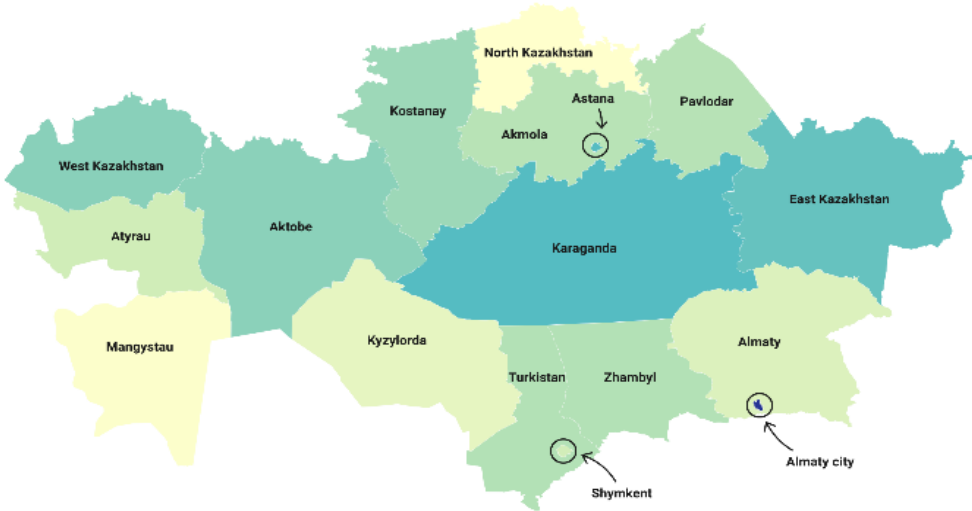 North Kazakhstan
Astana
Pavlodar
Kostanay
Akmola
West Kazakhstan
East Kazakhstan
Aktobe
Atyrau
Karaganda
Mangystau
Kyzylorda
Almaty
Turkistan
Zhambyl
Almaty city
Shymkent